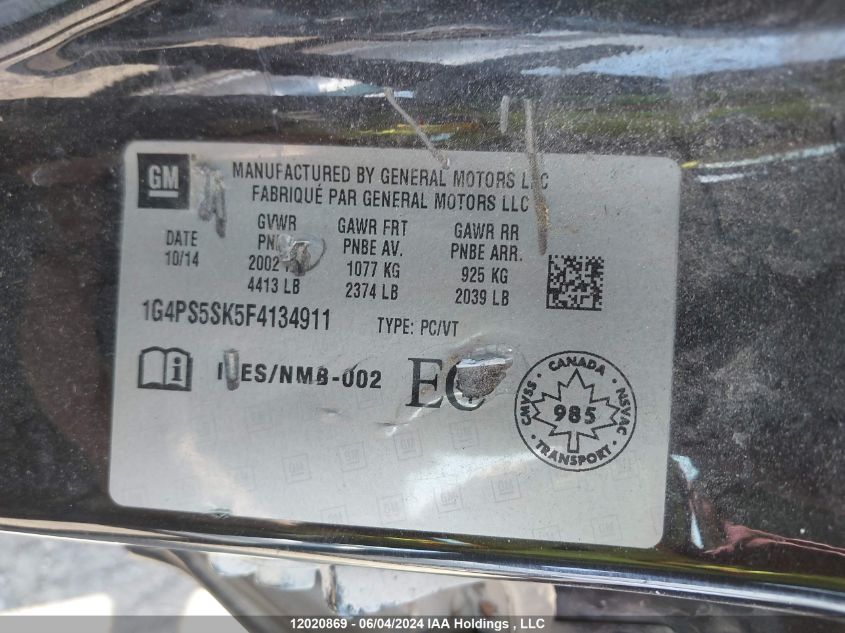 GM
MANUFACTURED BY GENERAL MOTORS LLC
FABRIQUÉ PAR GENERAL MOTORS LLC
DATE
10/14
GVWR
2002
4413 LB
GAWR FRT
PNBE AV.
1077 KG
2374 LB
GAWR RR
PNBE ARR.
925 KG
2039 LB
1G4PS5SK5F4134911
TYPE: PC/VT
i
ES/NMB-002
EC
CANADA
CMVSS
985
NSVAC
TRANSPORT
12020869 - 06/04/2024 IAA Holdings, LLC